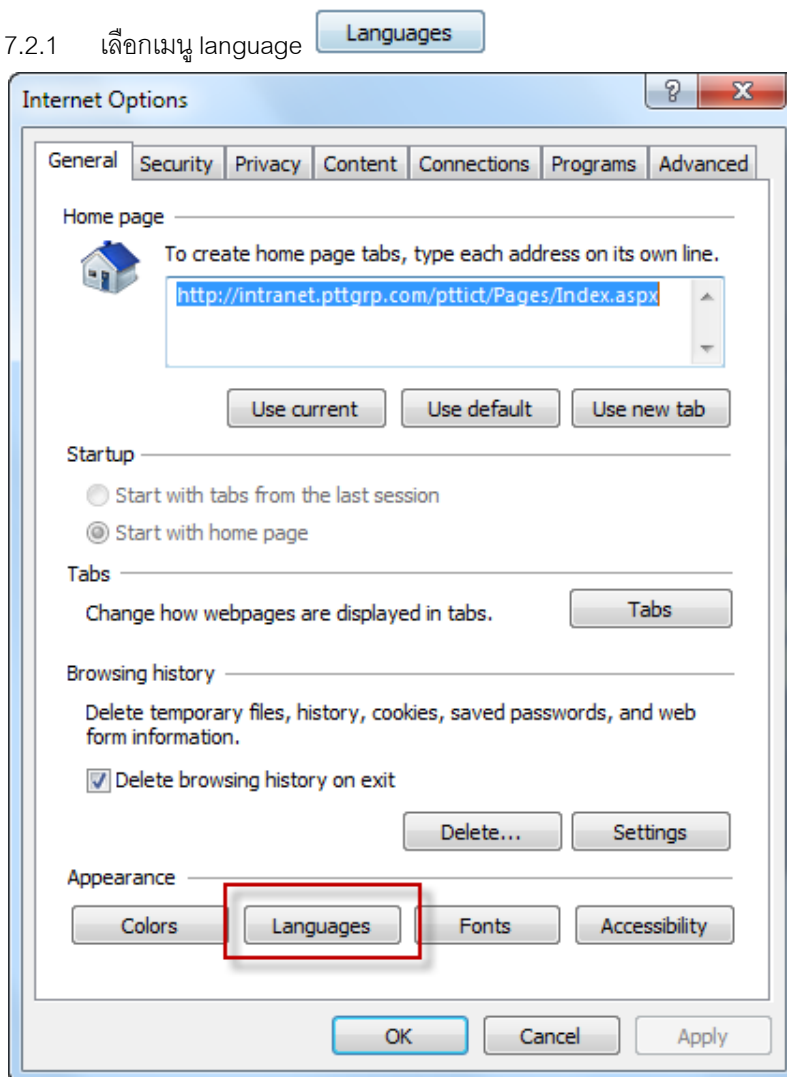 7.2.1 เลือกเมนู language Languages
Internet Options
General Security Privacy Content Connections Programs Advanced
Home page
To create home page tabs, type each address on its own line.
http://intranet.pttgrp.com/pttict/Pages/Index.aspx
Use current Use default Use new tab
Startup
Start with tabs from the last session
Start with home page
Tabs
Change how webpages are displayed in tabs. Tabs
Browsing history
Delete temporary files, history, cookies, saved passwords, and web
form information.
Delete browsing history on exit
Delete... Settings
Appearance
Colors Languages Fonts Accessibility
OK Cancel Apply